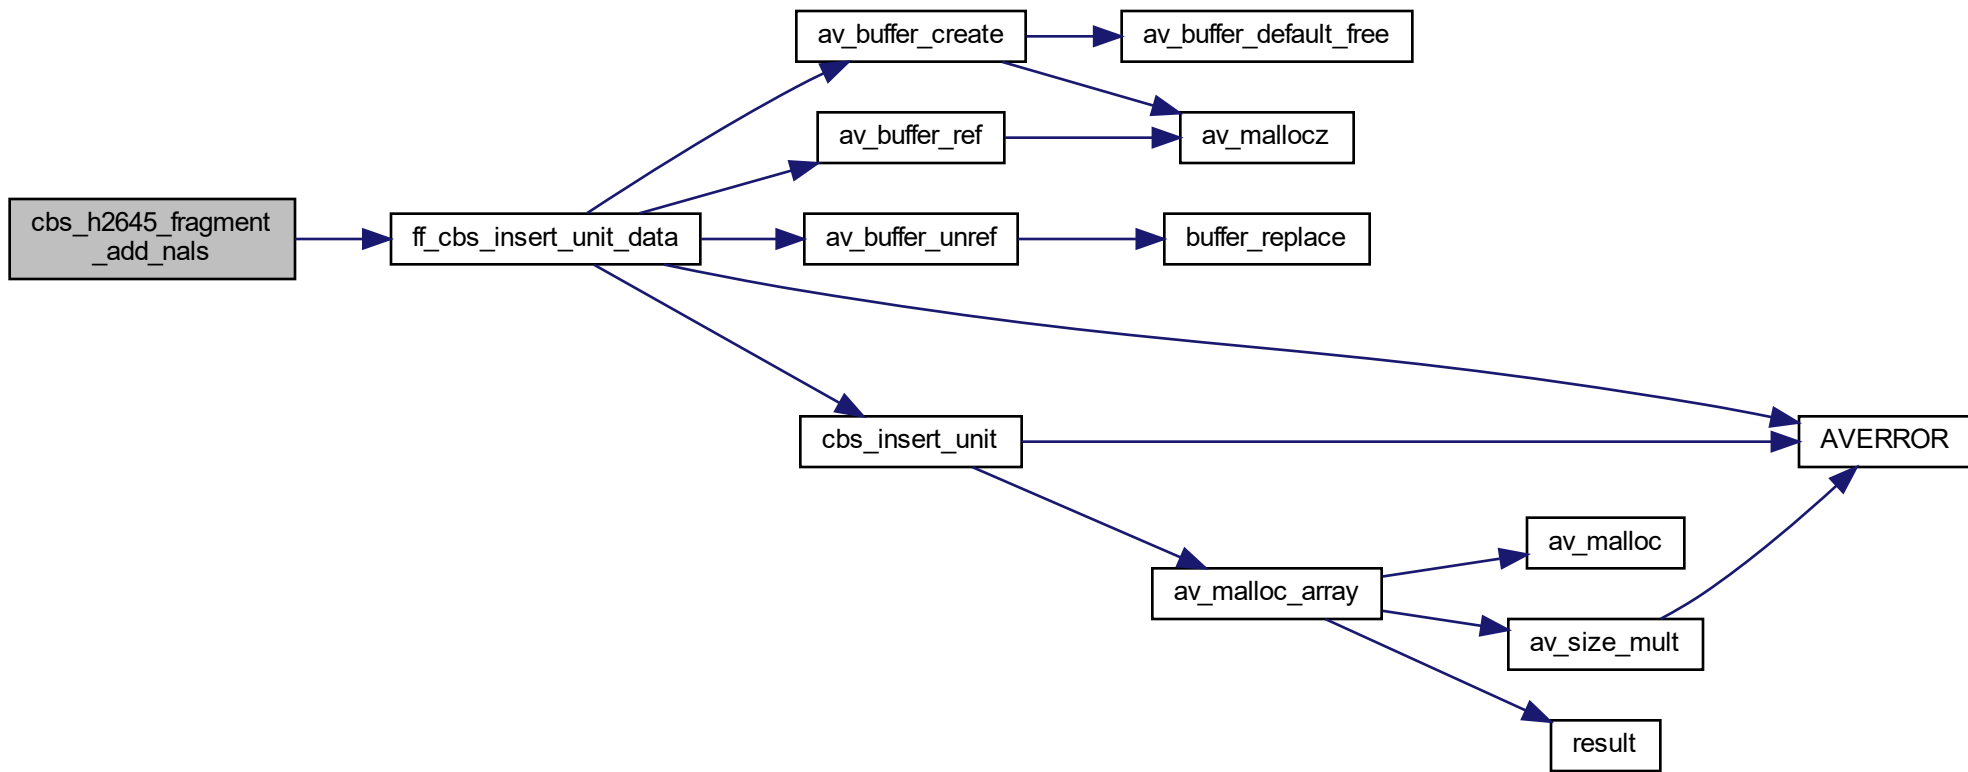 av_buffer_create
av_buffer_default_free
av_buffer_ref
av_mallocz
cbs_h2645_fragment
_add_nals
ff_cbs_insert_unit_data
av_buffer_unref
buffer_replace
cbs_insert_unit
AVERROR
av_malloc
av_malloc_array
av_size_mult
result